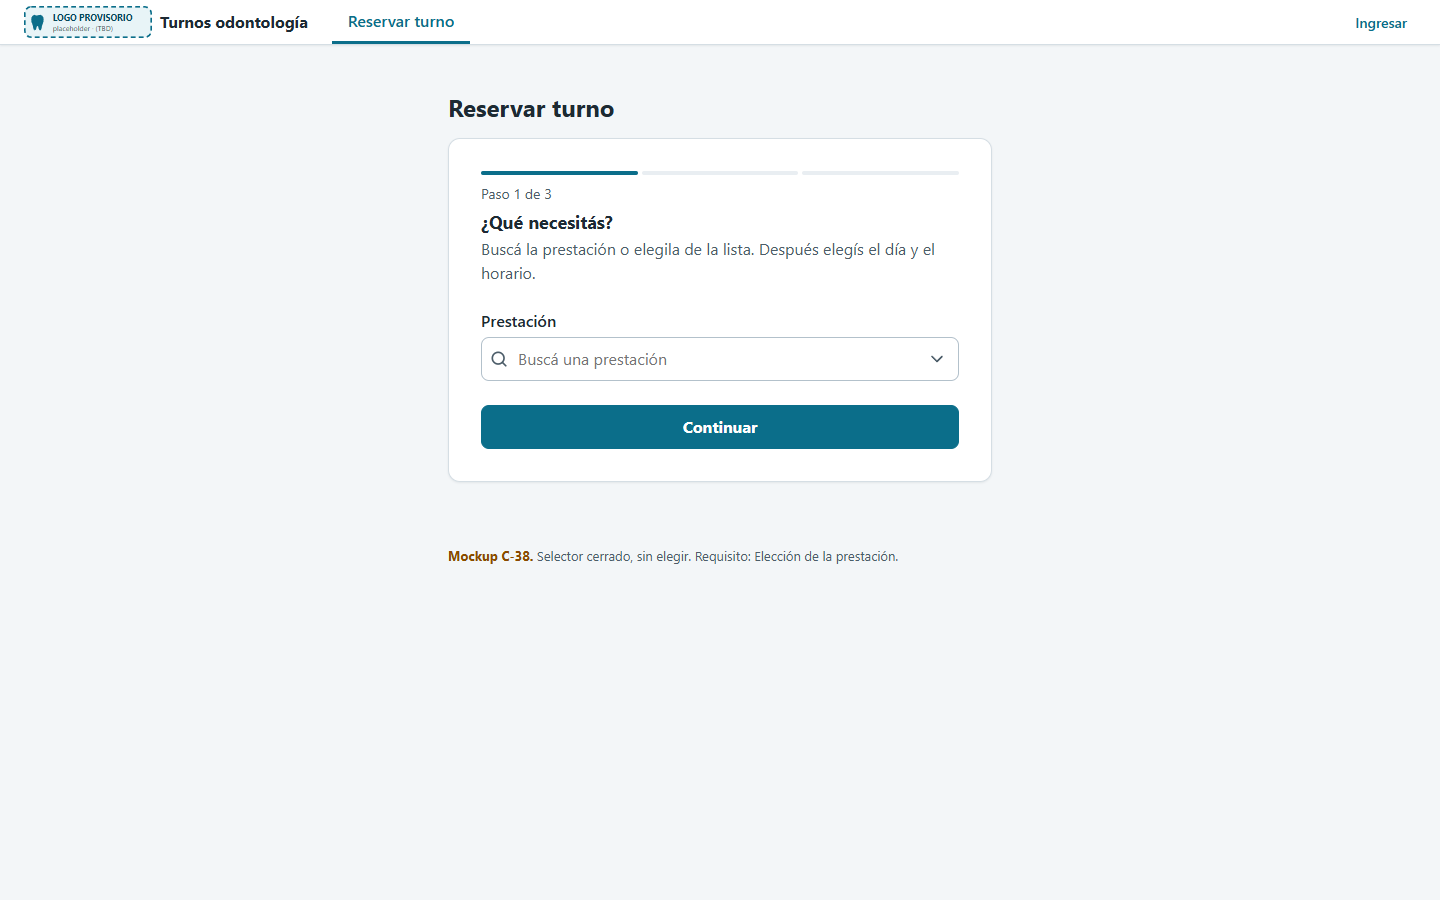 LOGO PROVISORIO
placeholder · (TBD)
Turnos odontología
Reservar turno
Ingresar
Reservar turno
Paso 1 de 3
¿Qué necesitás?
Buscá la prestación o elegila de la lista. Después elegís el día y el
horario.
Prestación
Buscá una prestación
Continuar
Mockup C-38. Selector cerrado, sin elegir. Requisito: Elección de la prestación.